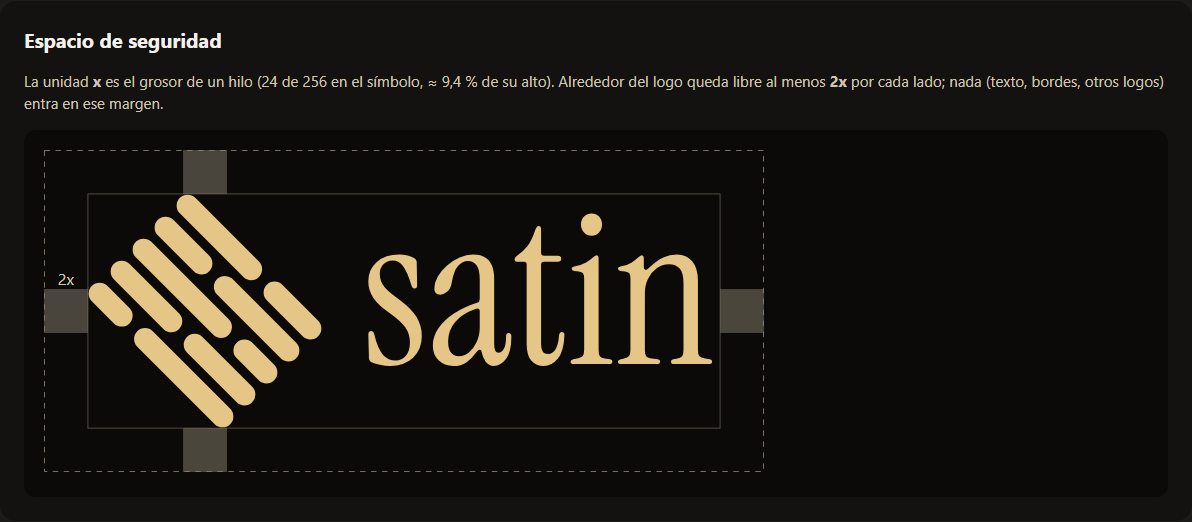 Espacio de seguridad
La unidad x es el grosor de un hilo (24 de 256 en el símbolo, ≈ 9,4 % de su alto). Alrededor del logo queda libre al menos 2x por cada lado; nada (texto, bordes, otros logos)
entra en ese margen.
2x
satin